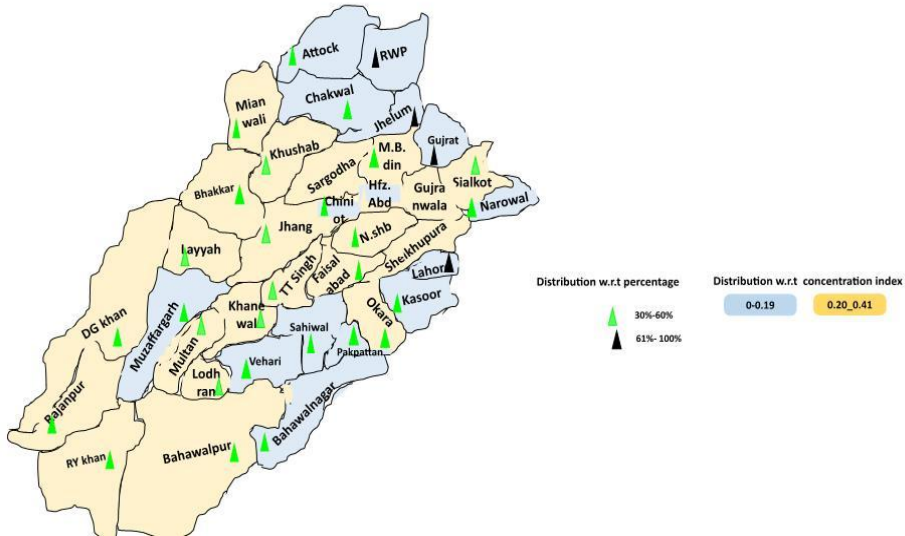 Attock
RWP
Chakwal
Mian
wali
Jhelum
Gujrat
Khushab
M.B.
din
Sargodha
Sialkot
Bhakkar
Hfz.
Abd
Gujra
nwala
Narowal
Chini
ot
Jhang
N.shb
Sheikhupura
Layyah
TT Singh
Faisal
abad
Lahor
Kasoor
DG khan
Muzaffargarh
Khane
wal
Okara
Sahiwal
Multan
Pakpattan
Vehari
Lodh
ran
Rajanpur
Bahawalnagar
Bahawalpur
RY khan
Distribution w.r.t percentage
30%-60%
61%- 100%
Distribution w.r.t concentration index
0-0.19
0.20_0.41